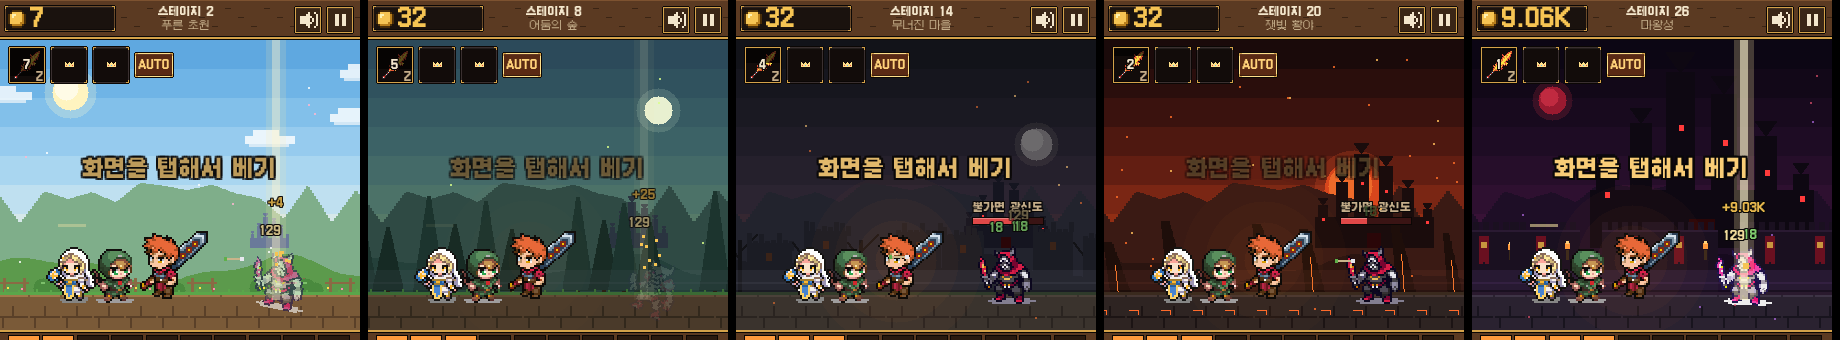 7
스테이지 2
푸른 초원
7
Z
AUTO
화면을 탭해서 베기
+4
129
32
스테이지 8
어둠의 숲
5
Z
AUTO
화면을 탭해서 베기
+25
129
32
스테이지 14
무너진 마을
4
Z
AUTO
화면을 탭해서 베기
불가면 광신도
18
32
스테이지 20
잿빛 황야
2
Z
AUTO
화면을 탭해서 베기
불가면 광신도
9.06K
스테이지 26
마왕성
1
Z
AUTO
화면을 탭해서 베기
+9.03K
129
18